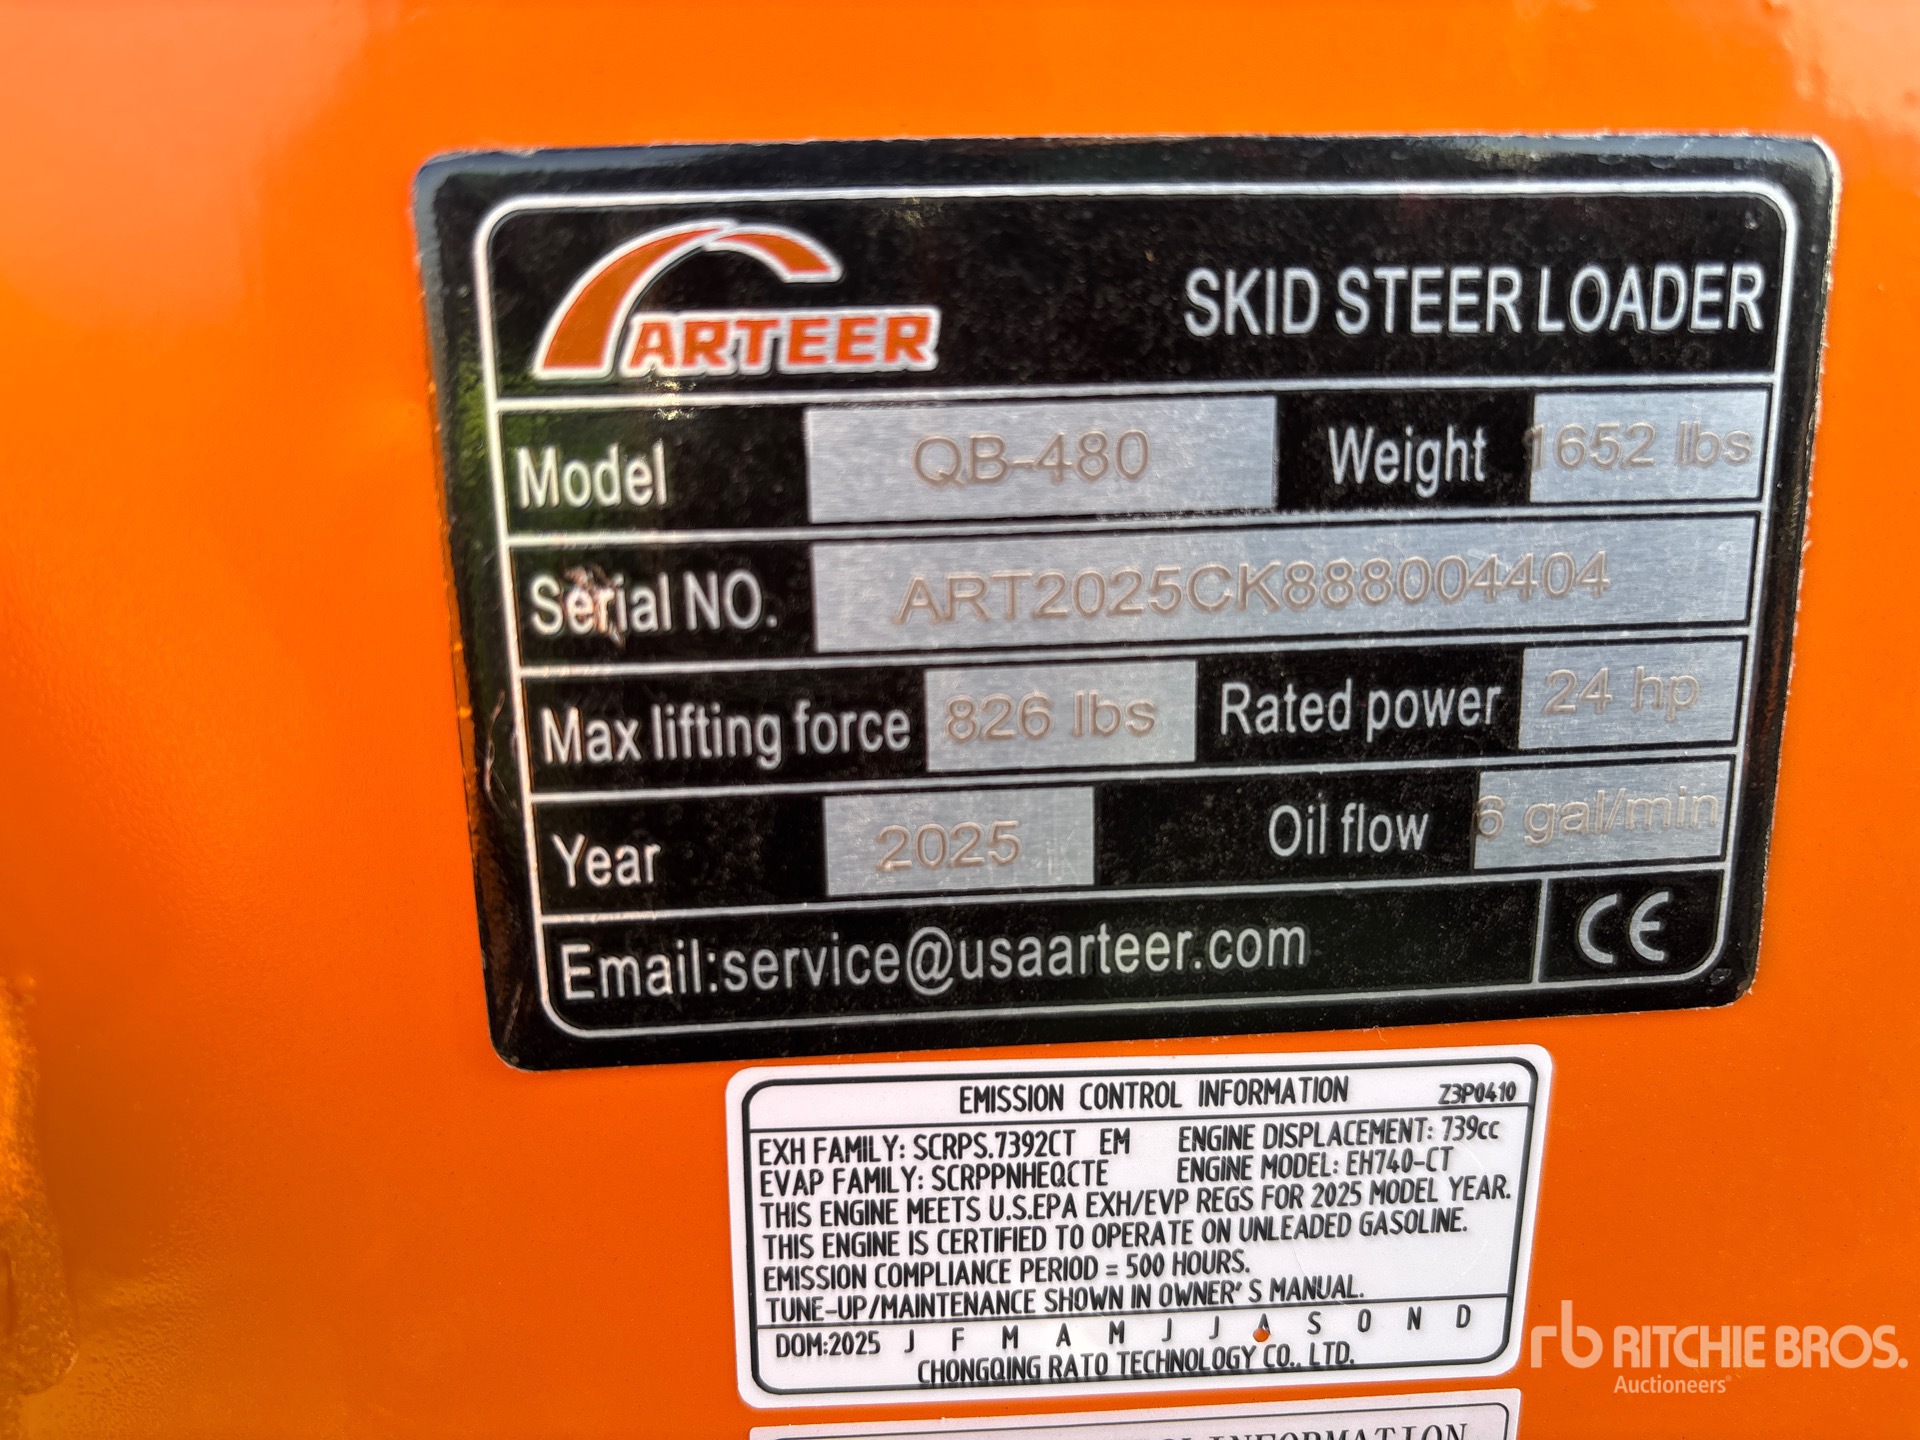 ARTEER
SKID STEER LOADER
Model QB-480 Weight 1652 lbs
Serial NO. ART2025CK888004404
Max lifting force 826 lbs Rated power 24 hp
Year 2025 Oil flow 6 gal/min
Email:service@usaarteer.com CE
EMISSION CONTROL INFORMATION Z3P0410
EXH FAMILY: SCRPS.7392CT EM ENGINE DISPLACEMENT: 739cc
EVAP FAMILY: SCRPPNHEQCTE ENGINE MODEL: EH740-CT
THIS ENGINE MEETS U.S.EPA EXH/EVP REGS FOR 2025 MODEL YEAR.
THIS ENGINE IS CERTIFIED TO OPERATE ON UNLEADED GASOLINE.
EMISSION COMPLIANCE PERIOD = 500 HOURS.
TUNE-UP/MAINTENANCE SHOWN IN OWNER'S MANUAL.
DOM:2025 J F M A M J J A S O N D
CHONGQING RATO TECHNOLOGY CO., LTD.
rb RITCHIE BROS.
Auctioneers
INFORMATION